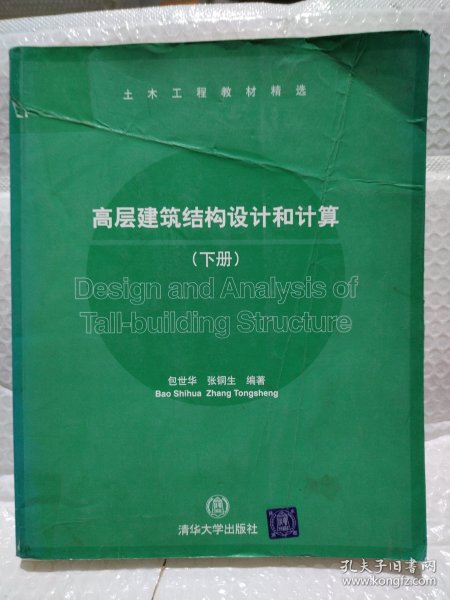 土木工程教材精选
高层建筑结构设计和计算
（下册）
Design and Analysis of
Tall-building Structure
包世华 张铜生 编著
Bao Shihua Zhang Tongsheng
清华大学出版社
孔夫子旧书网
www.kongfz.com